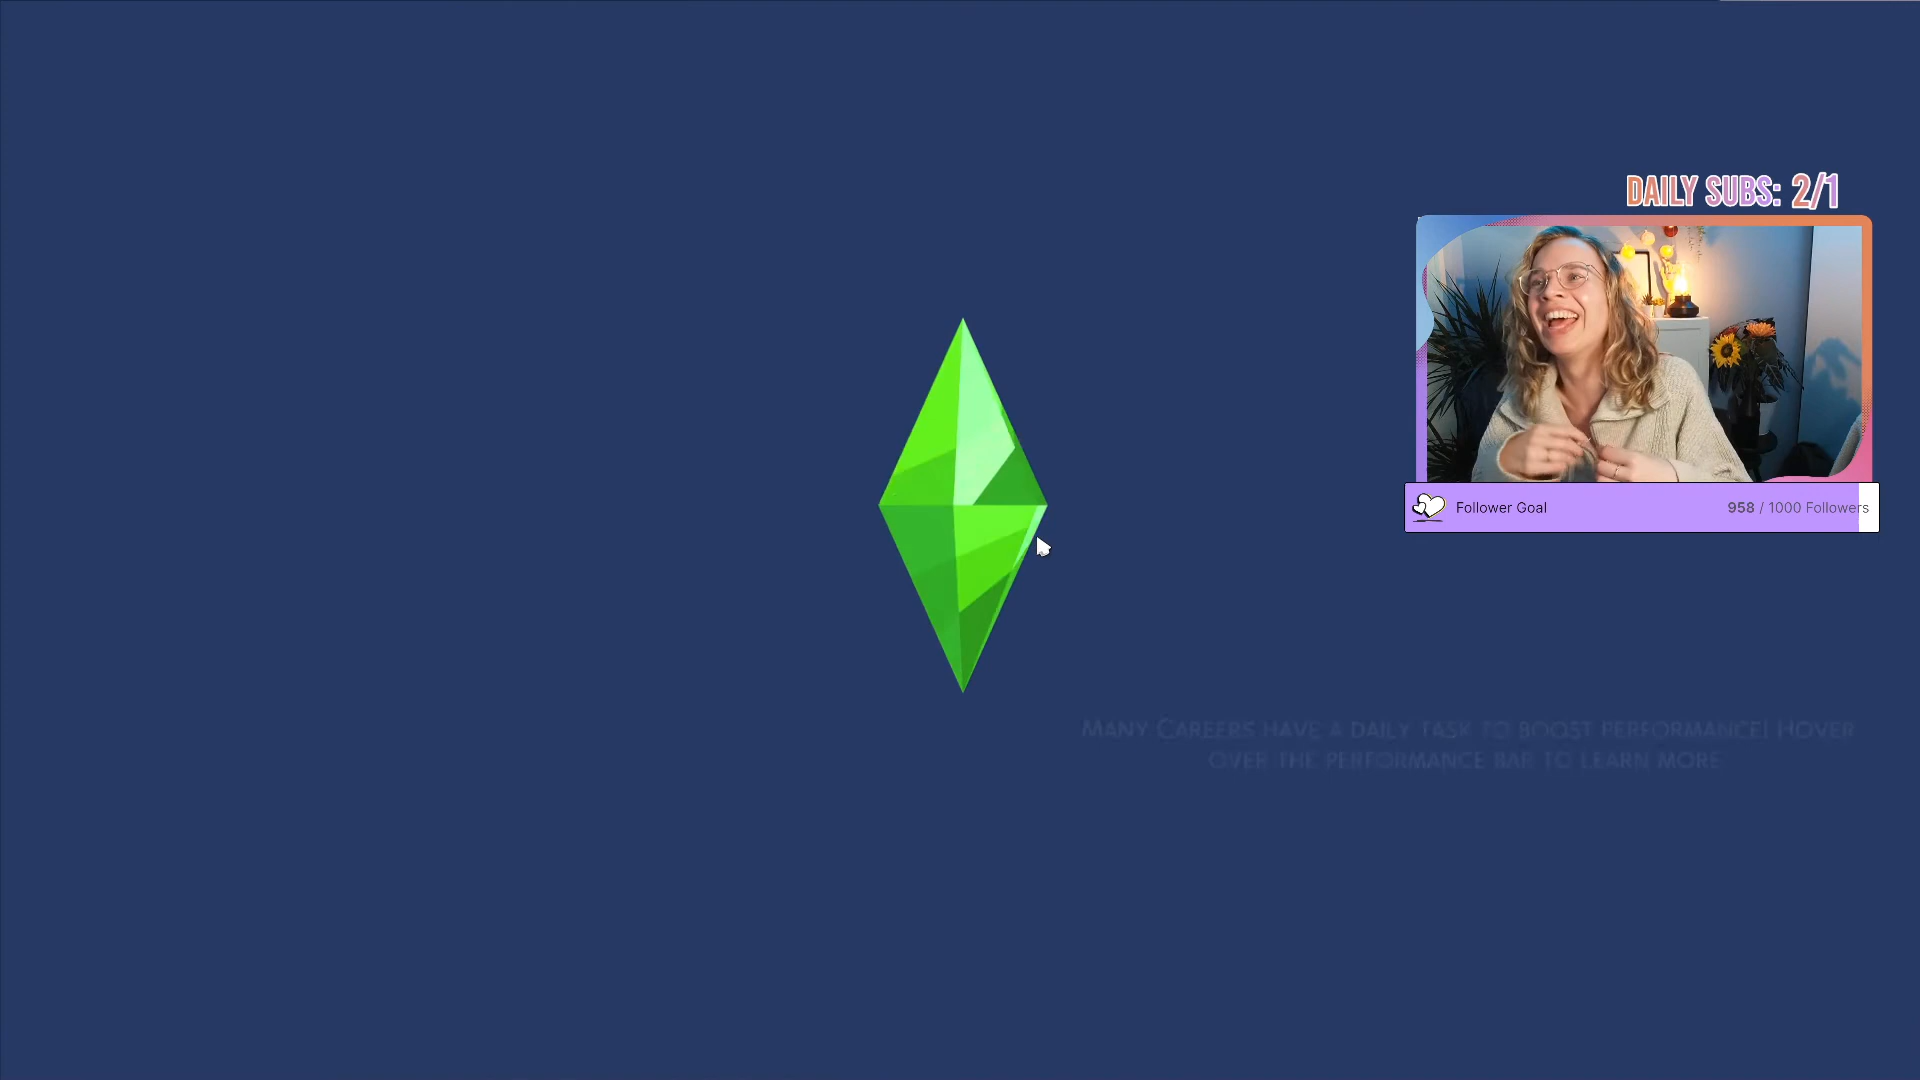 DAILY SUBS: 2/1
Follower Goal 958 / 1000 Followers
MANY CAREERS HAVE A DAILY TASK TO BOOST PERFORMANCE! HOVER
OVER THE PERFORMANCE BAR TO LEARN MORE